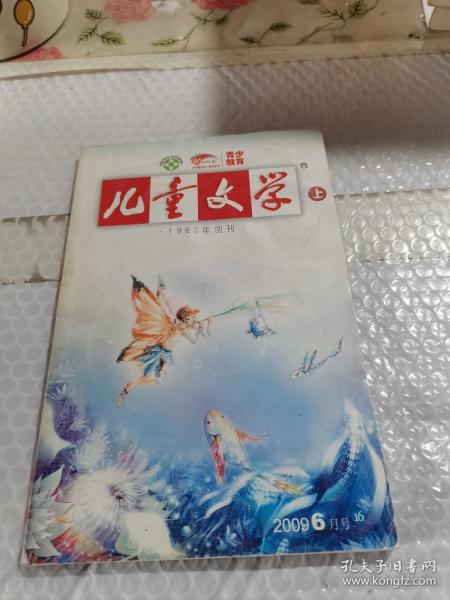 青少
教育
儿童文学 上
·1963年创刊·
2009 6月号 16
孔夫子旧书网
www.kongfz.com